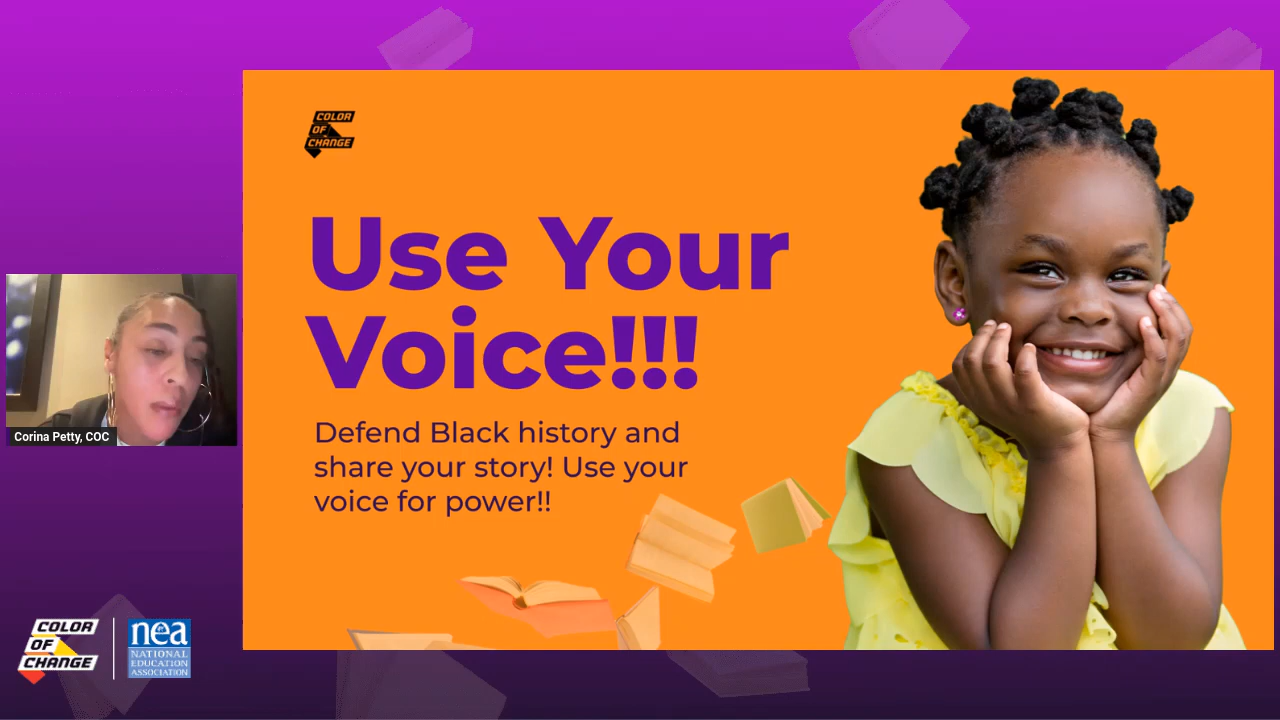 COLOR
OF
CHANGE
Use Your
Voice!!!
Defend Black history and
share your story! Use your
voice for power!!
Corina Petty, COC
COLOR
OF
CHANGE
nea
NATIONAL
EDUCATION
ASSOCIATION